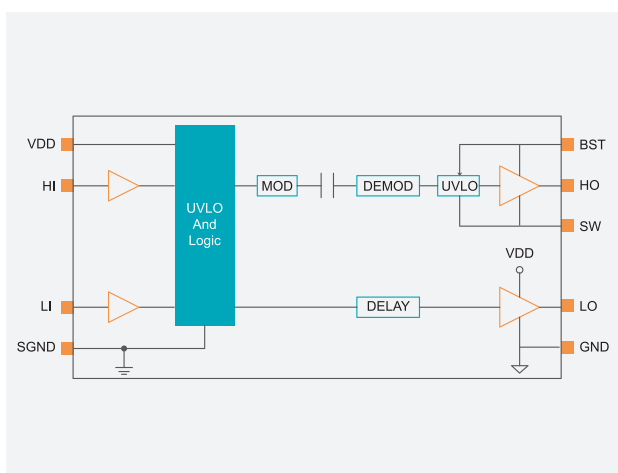 VDD
HI
LI
SGND
UVLO
And
Logic
MOD
DEMOD
UVLO
DELAY
VDD
BST
HO
SW
LO
GND